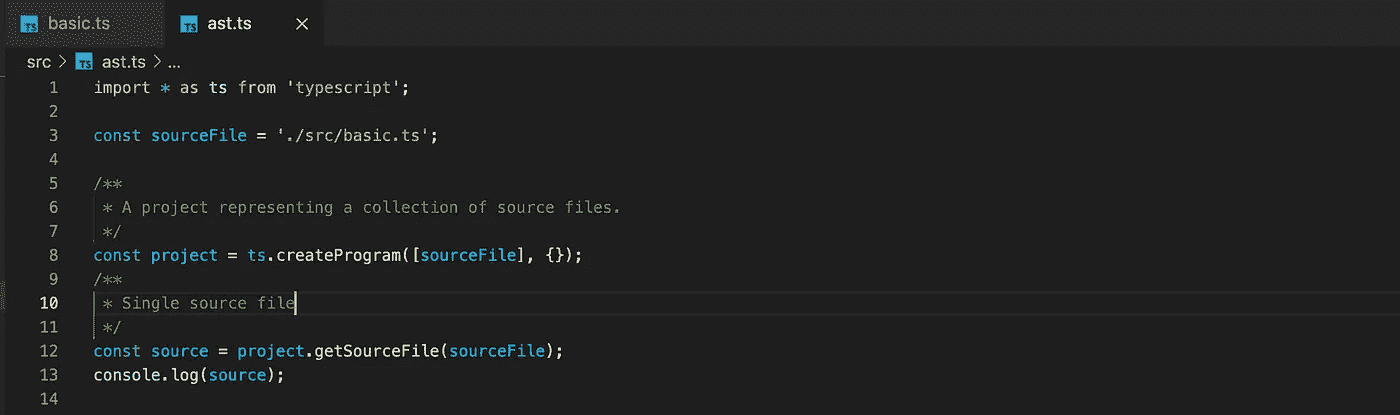 TS basic.ts TS ast.ts ×
src > TS ast.ts > ...
1 import * as ts from 'typescript';
2
3 const sourceFile = './src/basic.ts';
4
5 /**
6 * A project representing a collection of source files.
7 */
8 const project = ts.createProgram([sourceFile], {});
9 /**
10 * Single source file
11 */
12 const source = project.getSourceFile(sourceFile);
13 console.log(source);
14